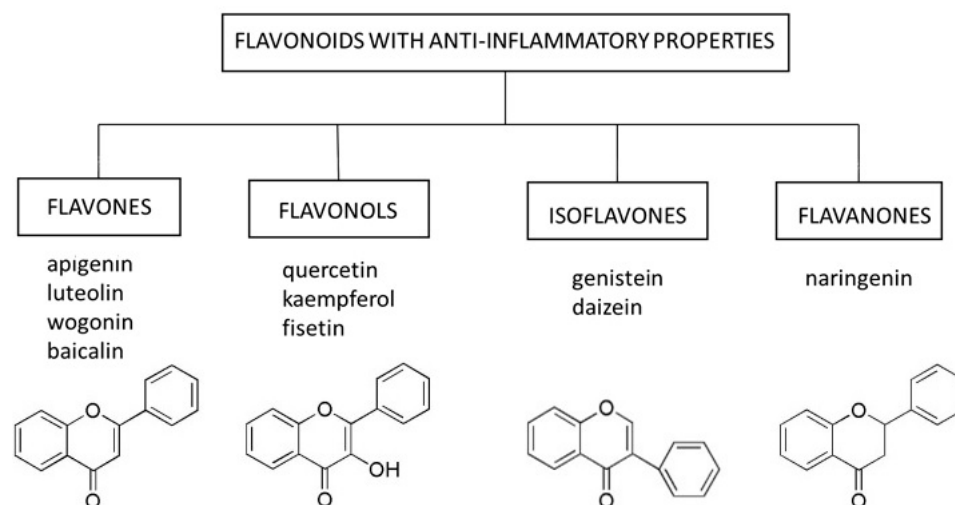 FLAVONOIDS WITH ANTI-INFLAMMATORY PROPERTIES
FLAVONES
apigenin
luteolin
wogonin
baicalin
FLAVONOLS
quercetin
kaempferol
fisetin
ISOFLAVONES
genistein
daizein
FLAVANONES
naringenin
O
O
O
OH
O
O
O
O
O